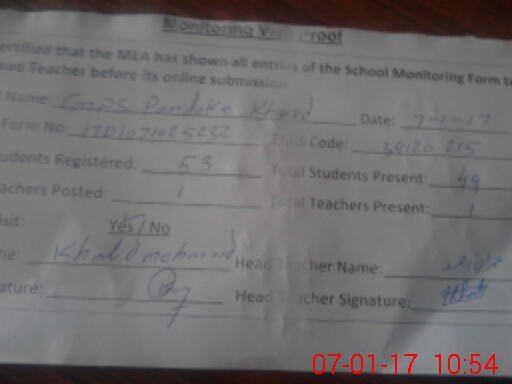 Monitoring Visit Proof
ertified that the MEA has shown all entries of the School Monitoring Form to
ead Teacher before its online submission.
Name: GGPS Pandoke Khurd Date: 7-1-17
Form No: Code: 34120 215
udents Registered: 53 Total Students Present: 49
achers Posted: 1 Total Teachers Present: 1
isit: Yes / No
me: Khalid mehmood Head Teacher Name:
ature: Head Teacher Signature:
07-01-17 10:54